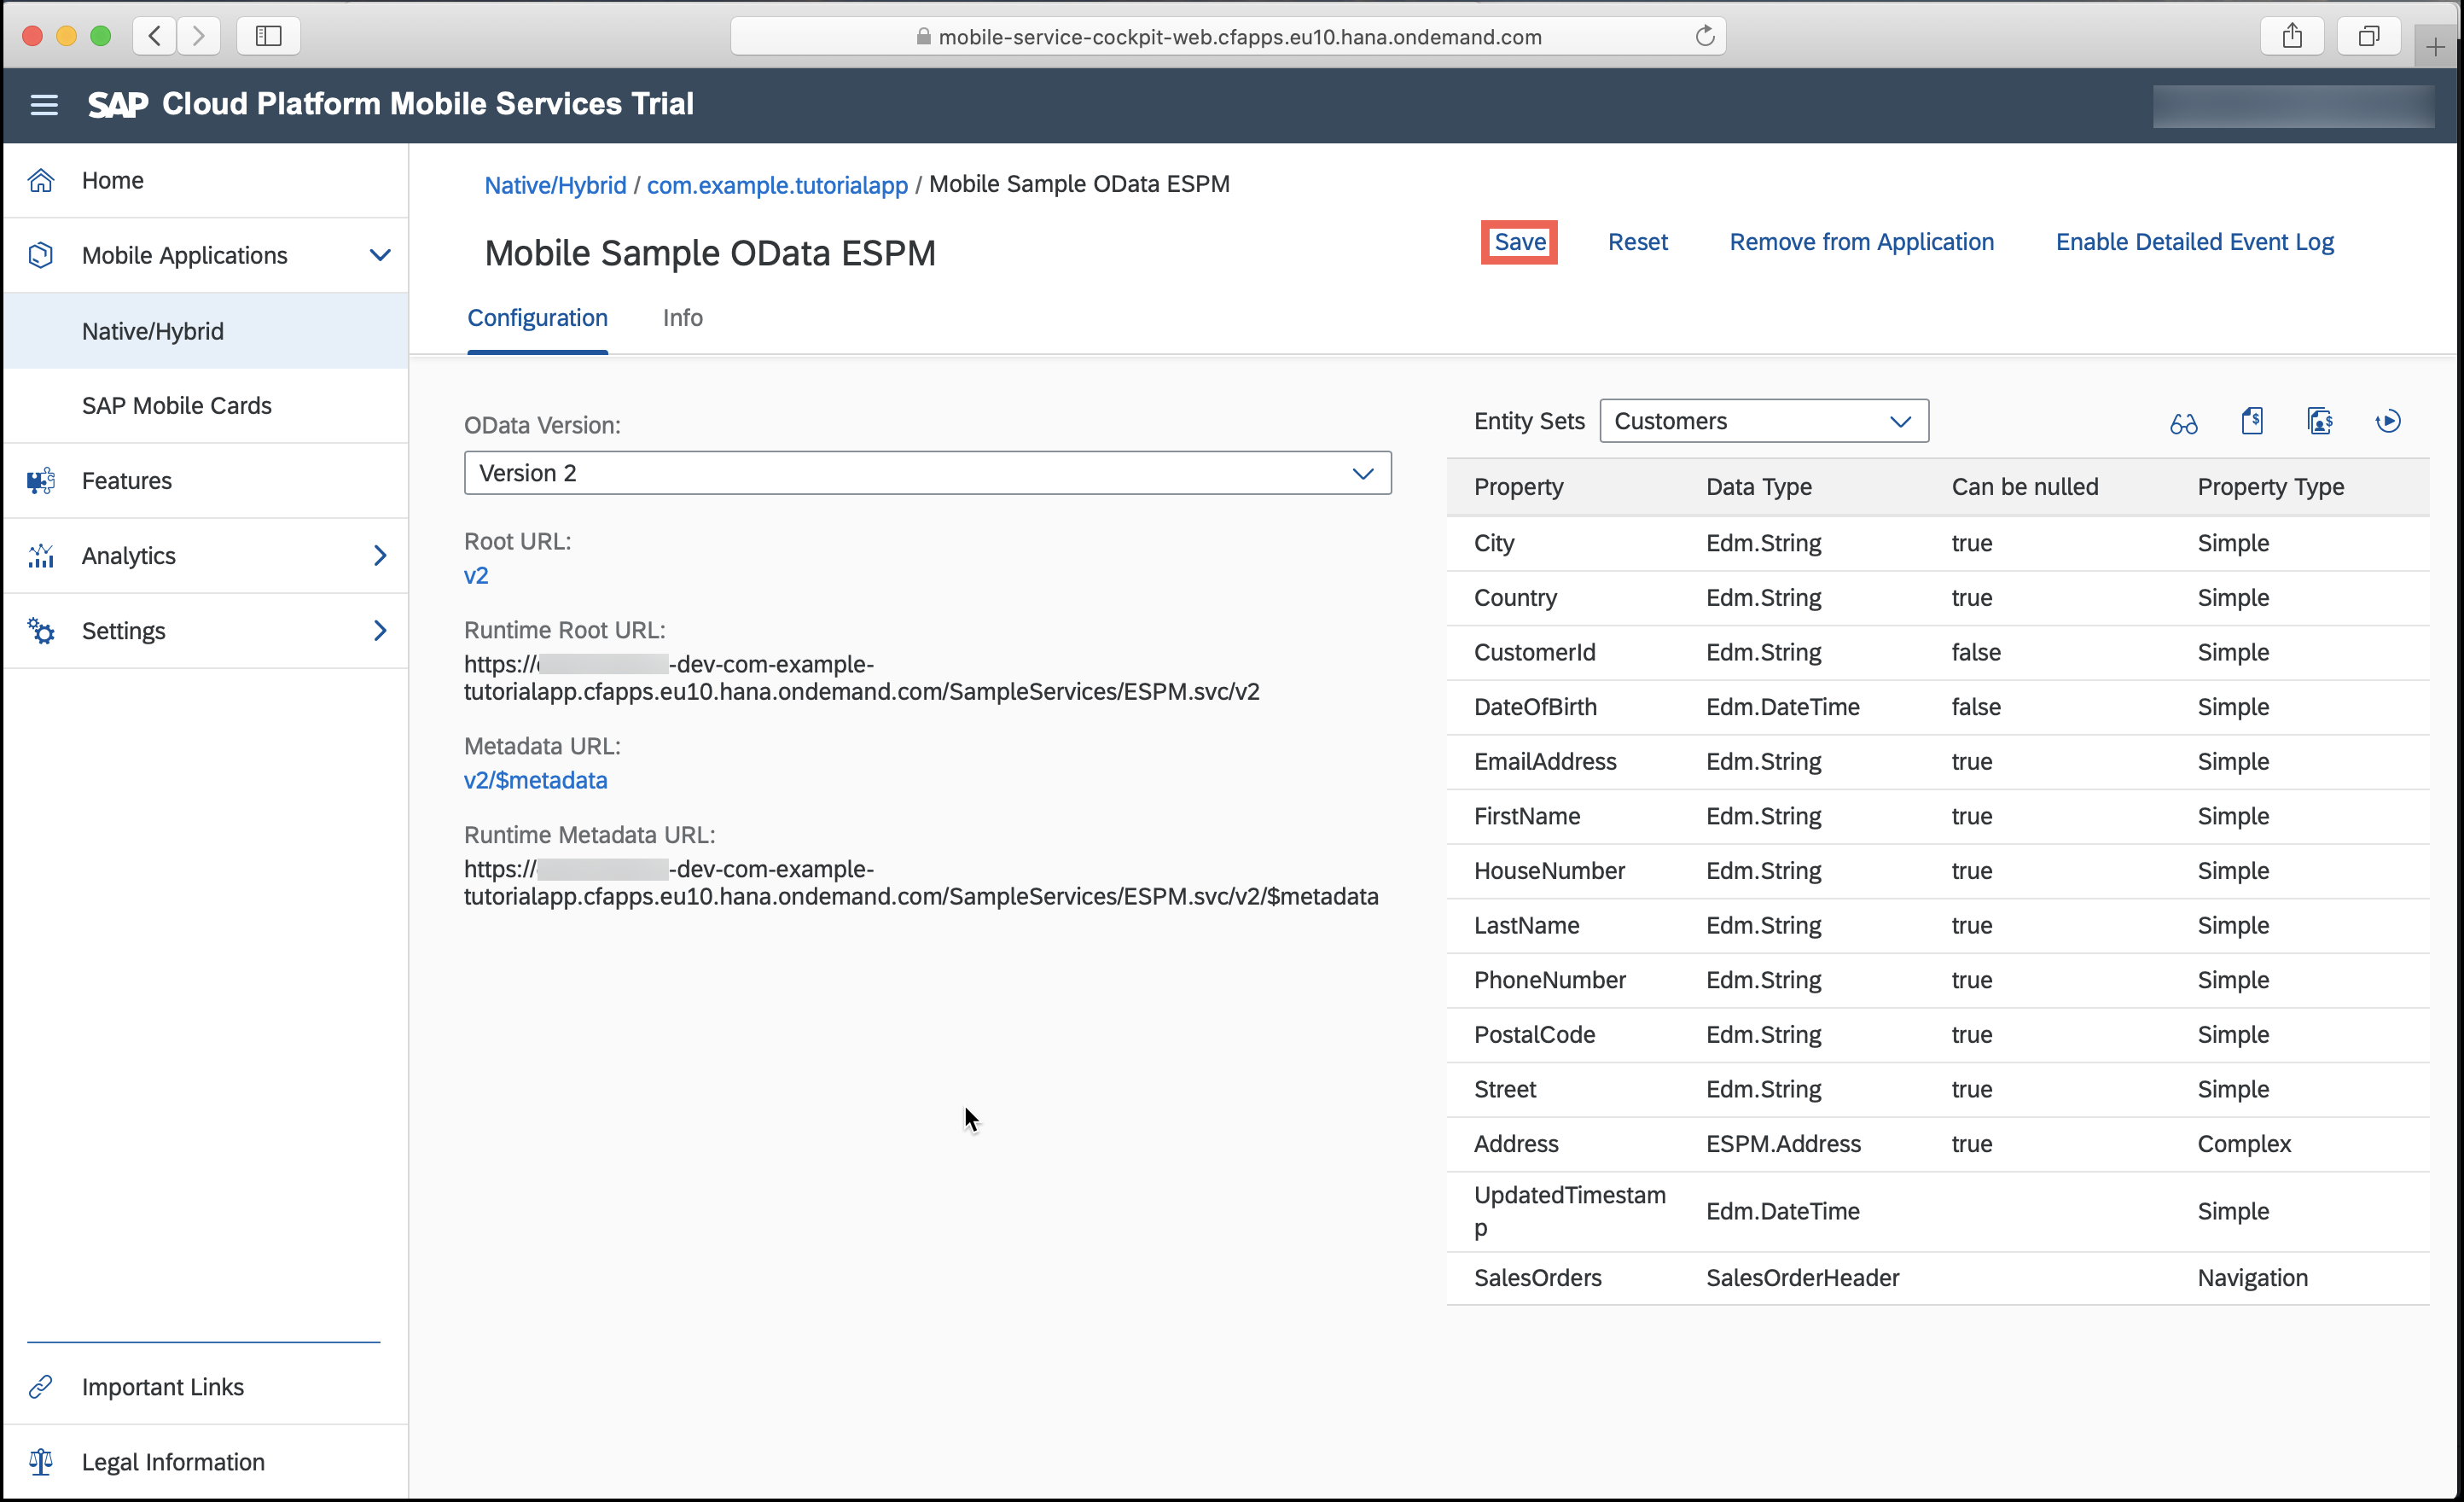 mobile-service-cockpit-web.cfapps.eu10.hana.ondemand.com
SAP Cloud Platform Mobile Services Trial
Home
Mobile Applications
Native/Hybrid
SAP Mobile Cards
Features
Analytics
Settings
Important Links
Legal Information
Native/Hybrid / com.example.tutorialapp / Mobile Sample OData ESPM
Mobile Sample OData ESPM
Save Reset Remove from Application Enable Detailed Event Log
Configuration Info
OData Version:
Version 2
Root URL:
v2
Runtime Root URL:
https:// -dev-com-example-
tutorialapp.cfapps.eu10.hana.ondemand.com/SampleServices/ESPM.svc/v2
Metadata URL:
v2/$metadata
Runtime Metadata URL:
https:// -dev-com-example-
tutorialapp.cfapps.eu10.hana.ondemand.com/SampleServices/ESPM.svc/v2/$metadata
Entity Sets Customers
Property Data Type Can be nulled Property Type
City Edm.String true Simple
Country Edm.String true Simple
CustomerId Edm.String false Simple
DateOfBirth Edm.DateTime false Simple
EmailAddress Edm.String true Simple
FirstName Edm.String true Simple
HouseNumber Edm.String true Simple
LastName Edm.String true Simple
PhoneNumber Edm.String true Simple
PostalCode Edm.String true Simple
Street Edm.String true Simple
Address ESPM.Address true Complex
UpdatedTimestam
p Edm.DateTime Simple
SalesOrders SalesOrderHeader Navigation